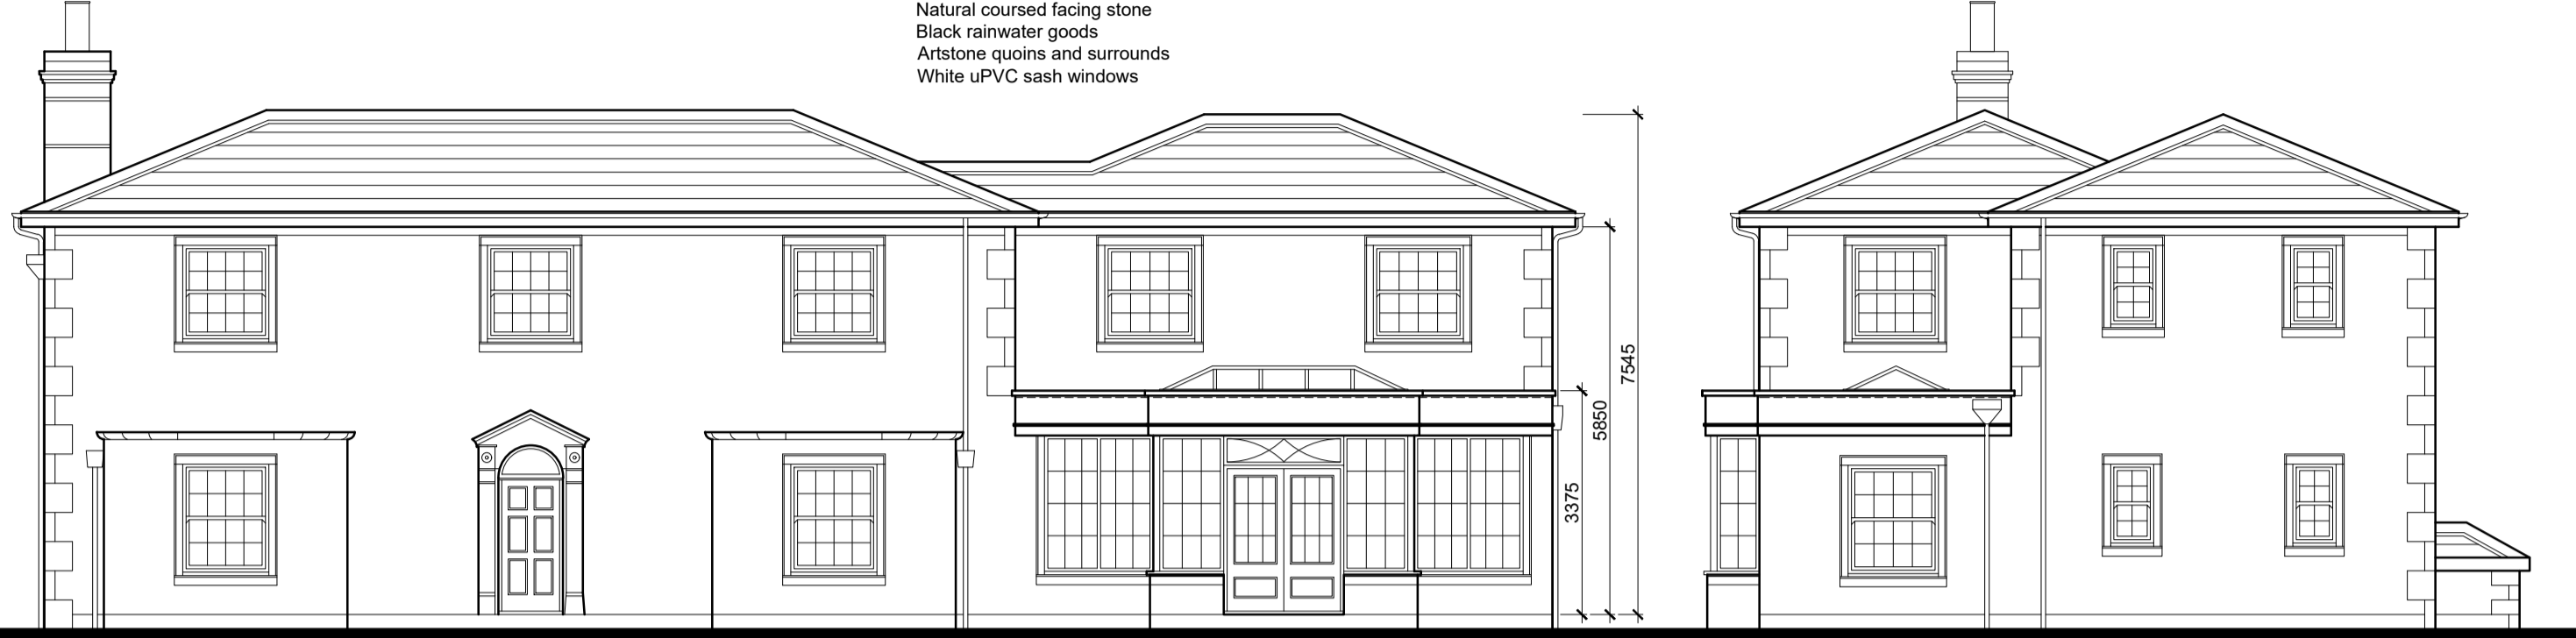 Natural coursed facing stone
Black rainwater goods
Artstone quoins and surrounds
White uPVC sash windows
7545
5850
3375